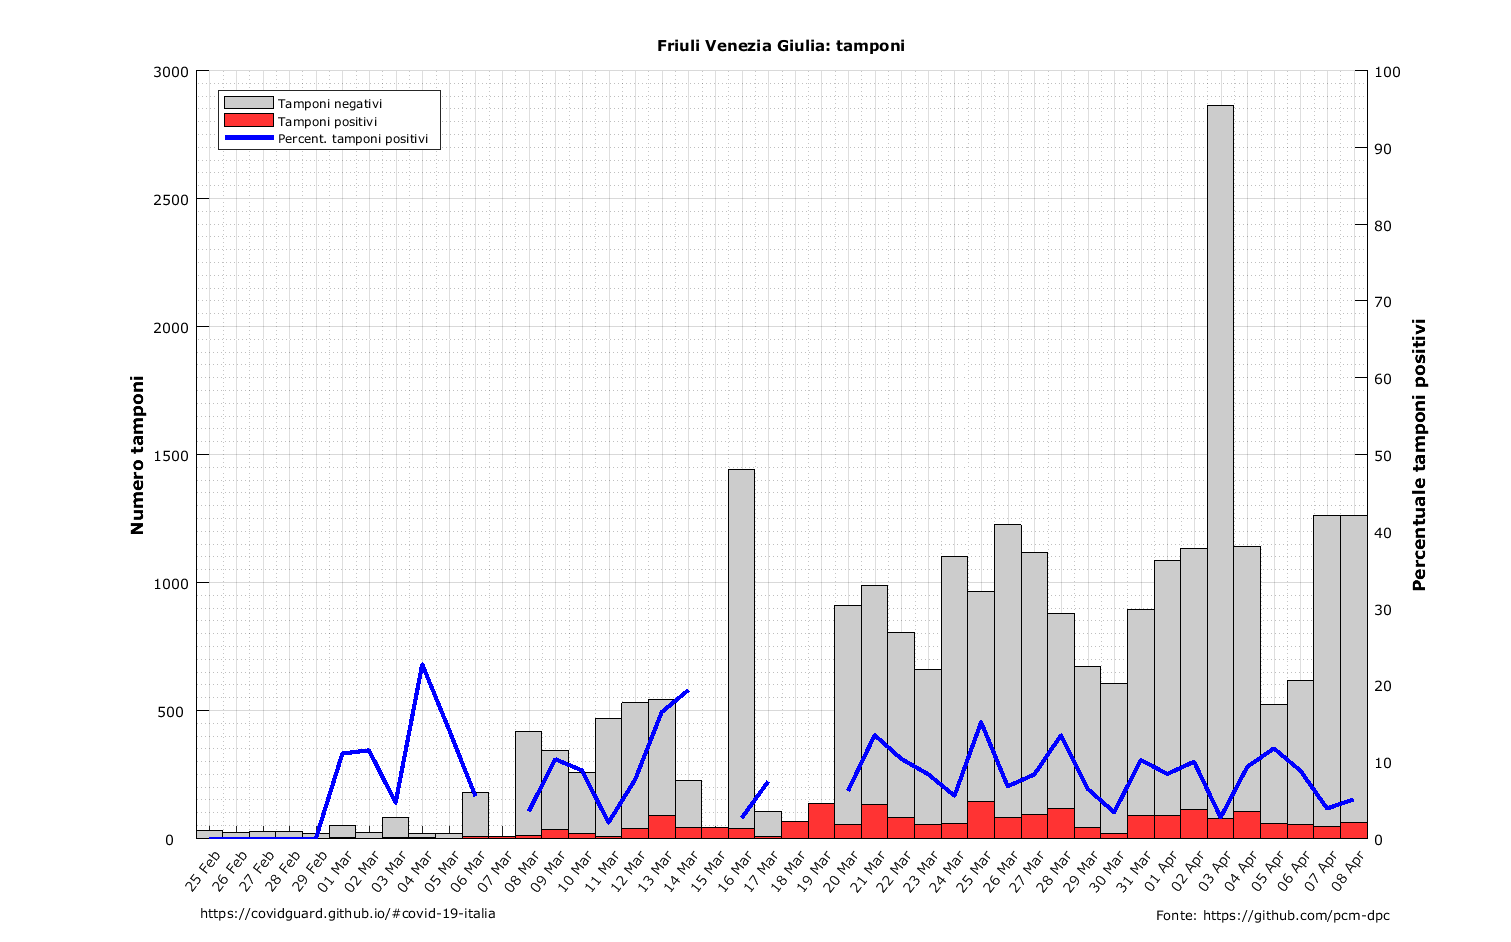 Friuli Venezia Giulia: tamponi
Tamponi negativi
Tamponi positivi
Percent. tamponi positivi
Numero tamponi
3000
2500
2000
1500
1000
500
0
Percentuale tamponi positivi
100
90
80
70
60
50
40
30
20
10
0
25 Feb
26 Feb
27 Feb
28 Feb
29 Feb
01 Mar
02 Mar
03 Mar
04 Mar
05 Mar
06 Mar
07 Mar
08 Mar
09 Mar
10 Mar
11 Mar
12 Mar
13 Mar
14 Mar
15 Mar
16 Mar
17 Mar
18 Mar
19 Mar
20 Mar
21 Mar
22 Mar
23 Mar
24 Mar
25 Mar
26 Mar
27 Mar
28 Mar
29 Mar
30 Mar
31 Mar
01 Apr
02 Apr
03 Apr
04 Apr
05 Apr
06 Apr
07 Apr
08 Apr
https://covidguard.github.io/#covid-19-italia
Fonte: https://github.com/pcm-dpc